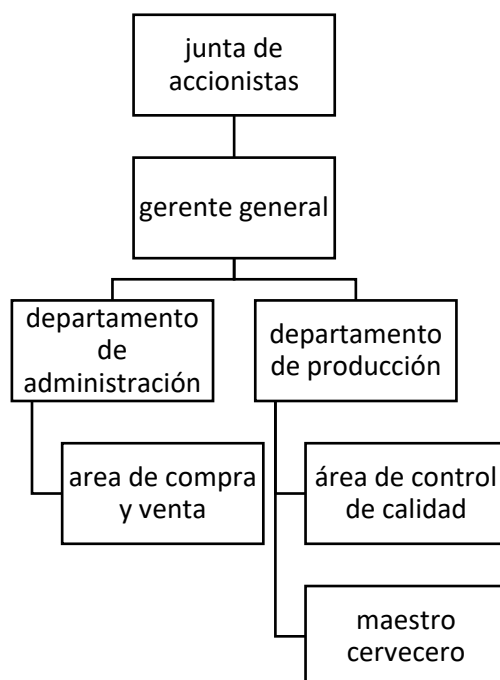 junta de
accionistas
gerente general
departamento
de
administración
departamento
de producción
area de compra
y venta
área de control
de calidad
maestro
cervecero